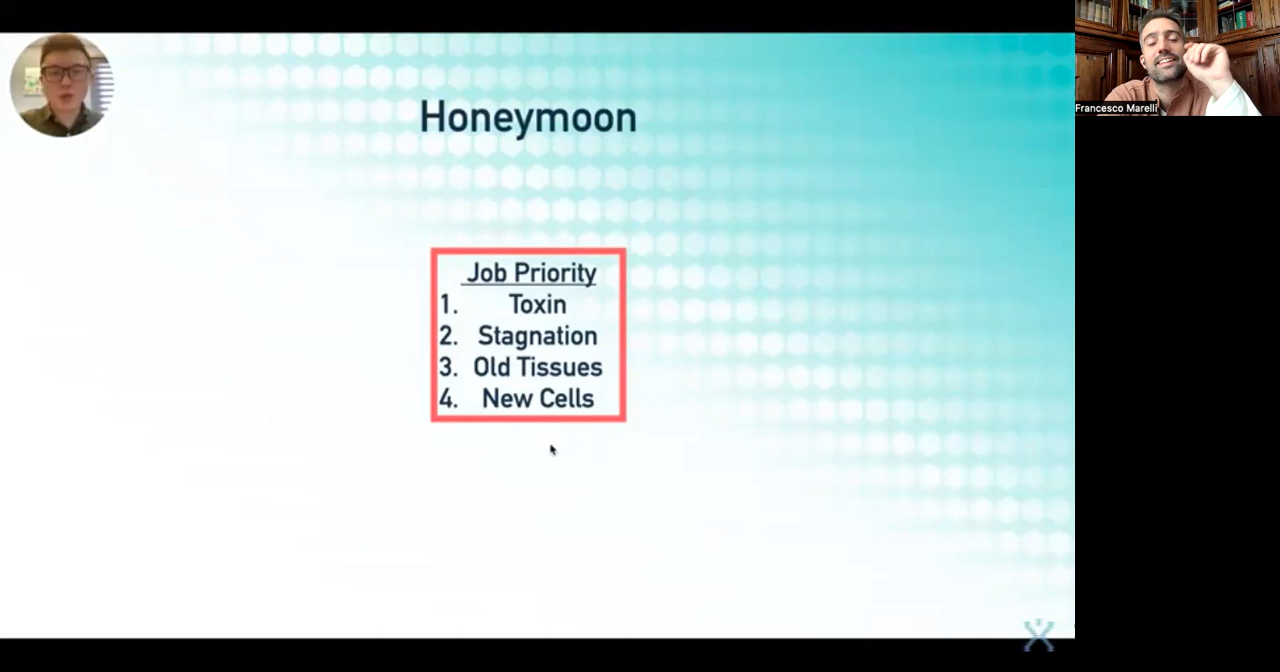 Honeymoon
Job Priority
1. Toxin
2. Stagnation
3. Old Tissues
4. New Cells
Francesco Marelli